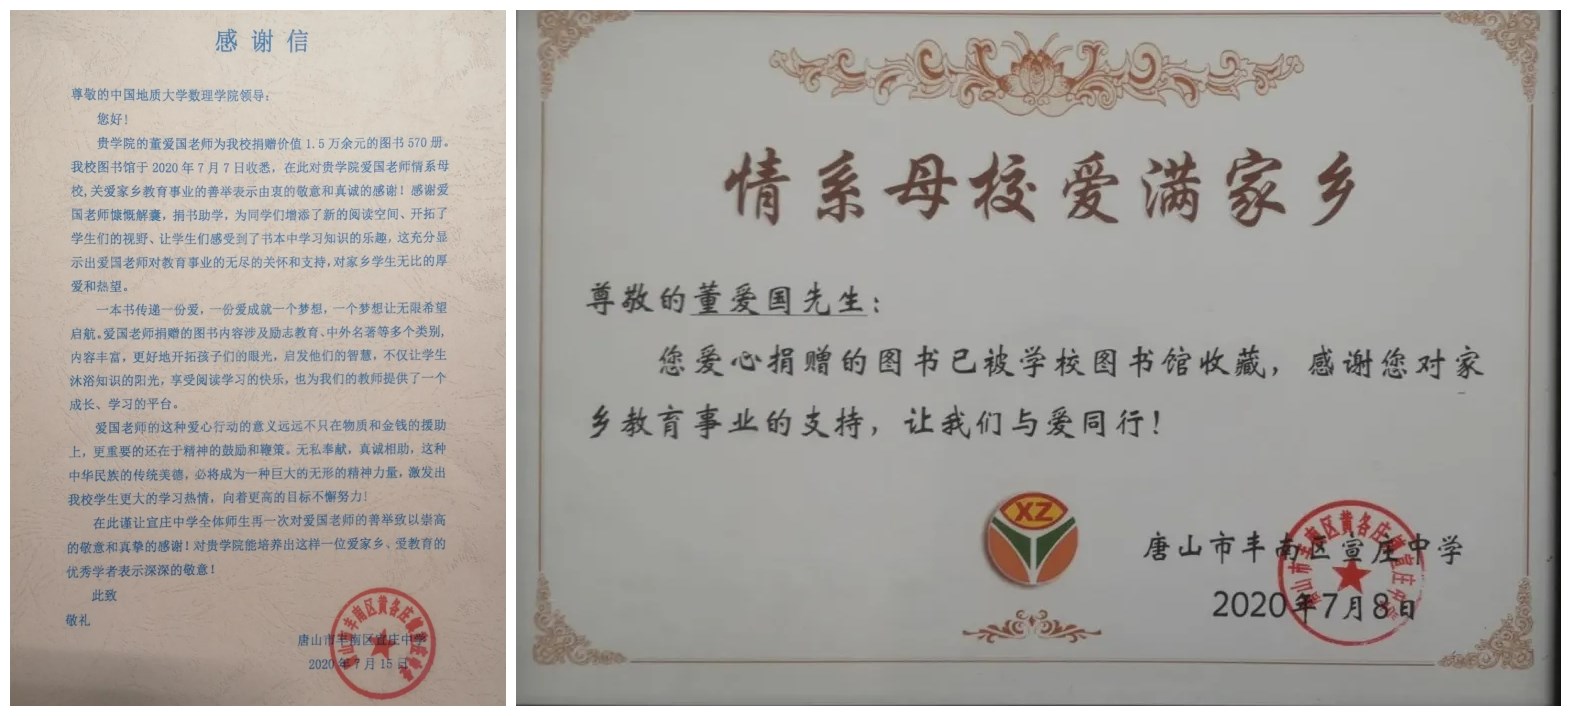 感谢信
尊敬的中国地质大学数理学院领导：
您好！
贵学院的董爱国老师为我校捐赠价值 1.5 万余元的图书 570 册。
我校图书馆于 2020 年 7 月 7 日收悉，在此对贵学院爱国老师情系母
校,关爱家乡教育事业的善举表示由衷的敬意和真诚的感谢！感谢爱
国老师慷慨解囊，捐书助学，为同学们增添了新的阅读空间、开拓了
学生们的视野、让学生们感受到了书本中学习知识的乐趣，这充分显
示出爱国老师对教育事业的无尽的关怀和支持,对家乡学生无比的厚
爱和热望。
一本书传递一份爱，一份爱成就一个梦想，一个梦想让无限希望
启航。爱国老师捐赠的图书内容涉及励志教育、中外名著等多个类别，
内容丰富，更好地开拓孩子们的眼光，启发他们的智慧，不仅让学生
沐浴知识的阳光，享受阅读学习的快乐，也为我们的教师提供了一个
成长、学习的平台。
爱国老师的这种爱心行动的意义远远不只在物质和金钱的援助
上，更重要的还在于精神的鼓励和鞭策。无私奉献，真诚相助，这种
中华民族的传统美德，必将成为一种巨大的无形的精神力量，激发出
我校学生更大的学习热情，向着更高的目标不懈努力！
在此谨让宣庄中学全体师生再一次对爱国老师的善举致以崇高
的敬意和真挚的感谢！对贵学院能培养出这样一位爱家乡、爱教育的
优秀学者表示深深的敬意！
此致
敬礼
唐山市丰南区宣庄中学
2020 年 7 月 15 日
情系母校爱满家乡
尊敬的董爱国先生：
您爱心捐赠的图书已被学校图书馆收藏，感谢您对家
乡教育事业的支持，让我们与爱同行！
XZ
唐山市丰南区宣庄中学
2020年7月8日
唐山市丰南区黄各庄镇宣庄中学